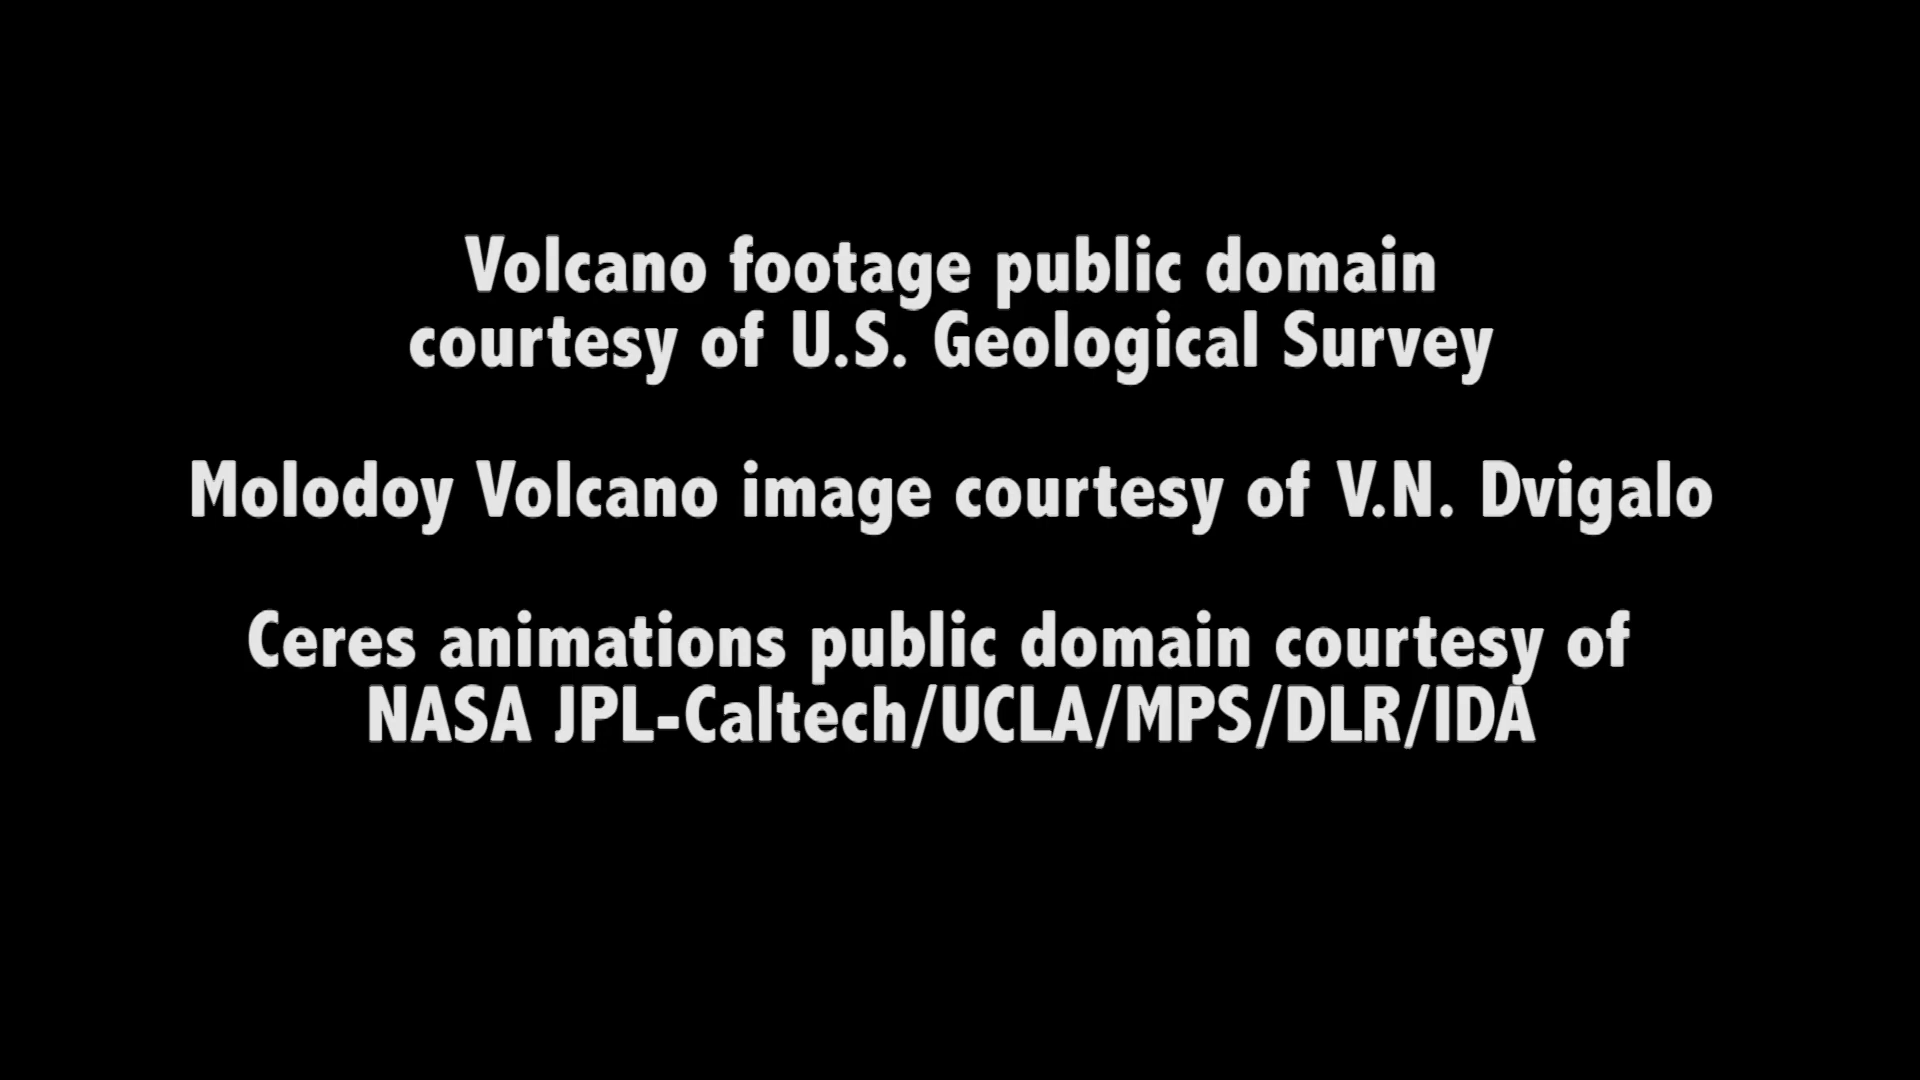 Volcano footage public domain
courtesy of U.S. Geological Survey
Molodoy Volcano image courtesy of V.N. Dvigalo
Ceres animations public domain courtesy of
NASA JPL-Caltech/UCLA/MPS/DLR/IDA